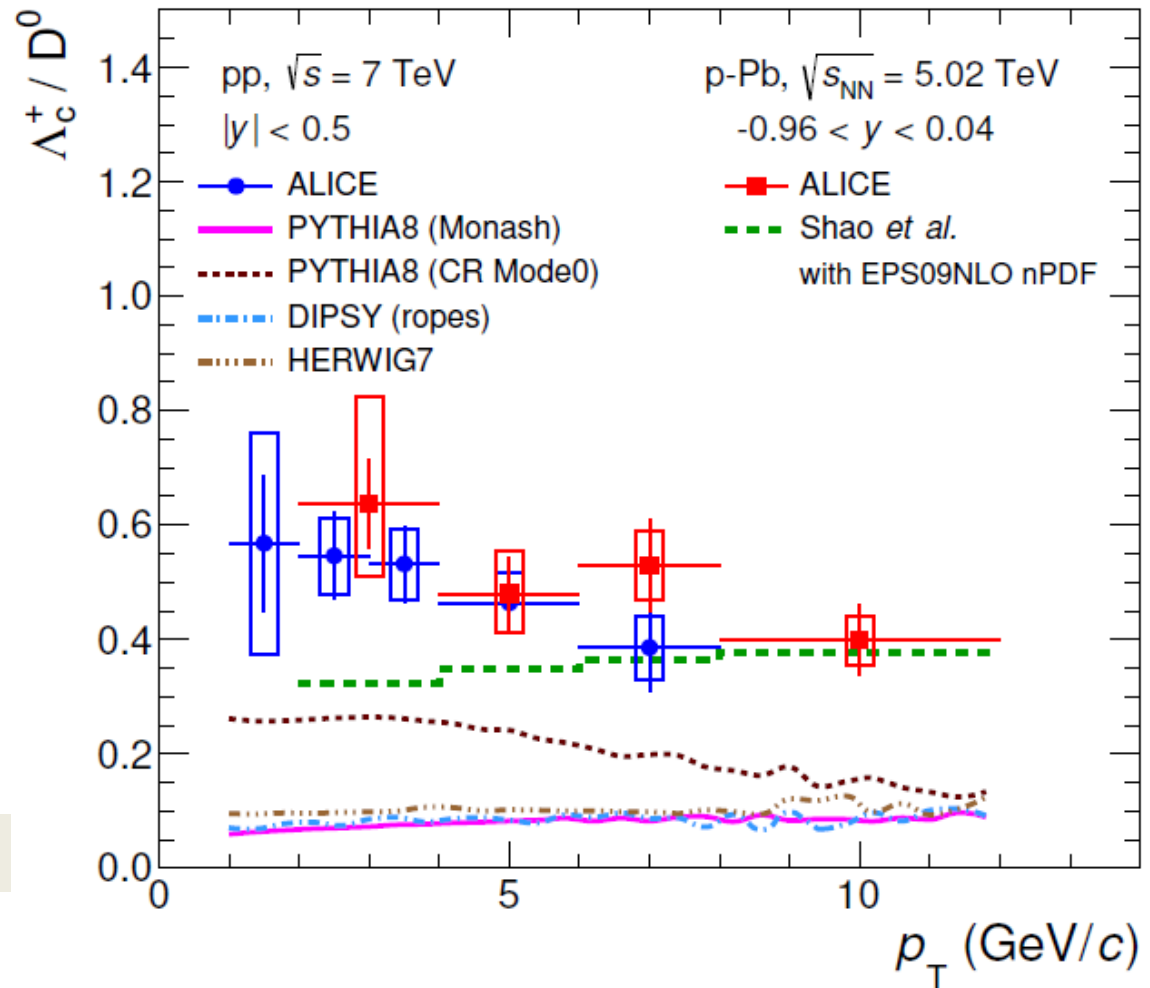 Λc+ / D0
1.4
1.2
1.0
0.8
0.6
0.4
0.2
0.0
pp, √s = 7 TeV
|y| < 0.5
ALICE
PYTHIA8 (Monash)
PYTHIA8 (CR Mode0)
DIPSY (ropes)
HERWIG7
p-Pb, √sNN = 5.02 TeV
-0.96 < y < 0.04
ALICE
Shao et al.
with EPS09NLO nPDF
0 5 10
pT (GeV/c)